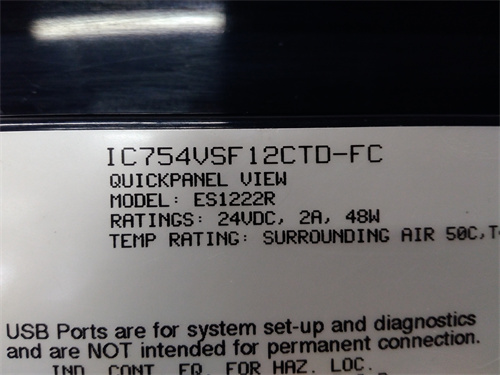 IC754VSF12CTD-FC
QUICKPANEL VIEW
MODEL: ES1222R
RATINGS: 24VDC, 2A, 48W
TEMP RATING: SURROUNDING AIR 50C,T
USB Ports are for system set-up and diagnostics
and are NOT intended for permanent connection.
IND. CONT. EQ. FOR HAZ. LOC.